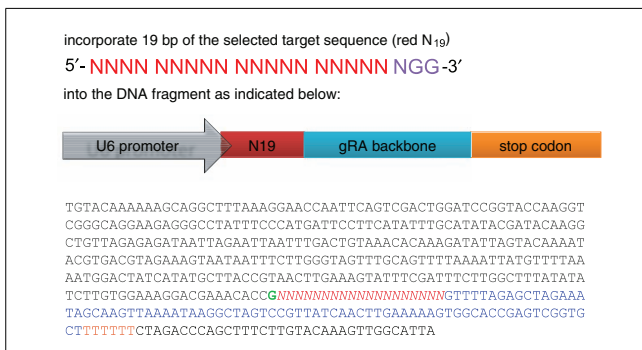 incorporate 19 bp of the selected target sequence (red N19)
5′- NNNN NNNNN NNNNN NNNNN NGG -3′
into the DNA fragment as indicated below:
U6 promoter N19 gRA backbone stop codon
TGTACAAAAAAGCAGGCTTTAAAGGAACCAATTCAGTCGACTGGATCCGGTACCAAGGT
CGGGCAGGAAGAGGGCCTATTTCCCATGATTCCTTCATATTTGCATATACGATACAAGG
CTGTTAGAGAGATAATTAGAATTAATTTGACTGTAAACACAAAGATATTAGTACAAAAT
ACGTGACGTAGAAAGTAATAATTTCTTGGGTAGTTTGCAGTTTTAAAATTATGTTTTAA
AATGGACTATCATATGCTTACCGTAACTTGAAAGTATTTCGATTTCTTGGCTTTATATA
TCTTGTGGAAAGGACGAAACACCGNNNNNNNNNNNNNNNNNNNGTTTTAGAGCTAGAAA
TAGCAAGTTAAAATAAGGCTAGTCCGTTATCAACTTGAAAAAGTGGCACCGAGTCGGTG
CTTTTTTTCTAGACCCAGCTTTCTTGTACAAAGTTGGCATTA